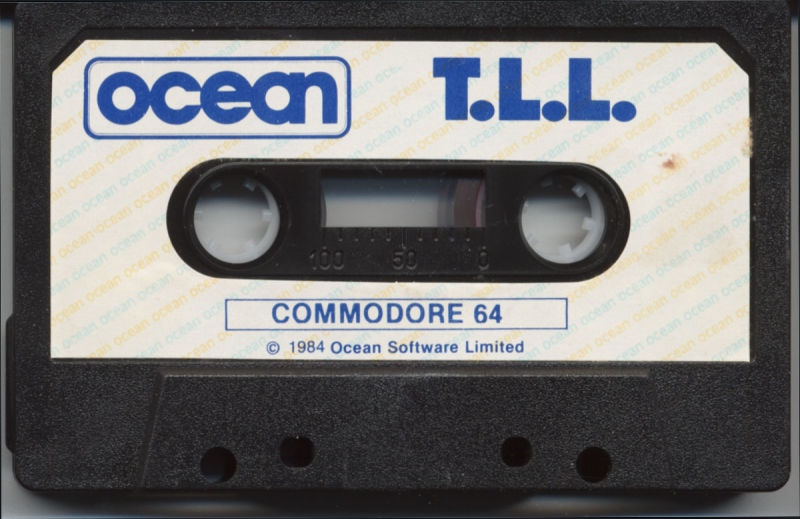 ocean T.L.L.
100 50 0
COMMODORE 64
© 1984 Ocean Software Limited